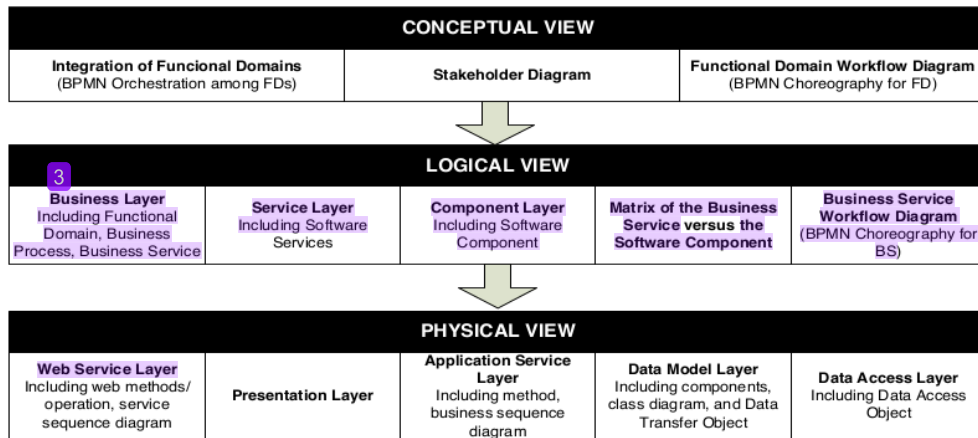 CONCEPTUAL VIEW
Integration of Funcional Domains
(BPMN Orchestration among FDs)
Stakeholder Diagram
Functional Domain Workflow Diagram
(BPMN Choreography for FD)
LOGICAL VIEW
3
Business Layer
Including Functional
Domain, Business
Process, Business Service
Service Layer
Including Software
Services
Component Layer
Including Software
Component
Matrix of the Business
Service versus the
Software Component
Business Service
Workflow Diagram
(BPMN Choreography for
BS)
PHYSICAL VIEW
Web Service Layer
Including web methods/
operation, service
sequence diagram
Presentation Layer
Application Service
Layer
Including method,
business sequence
diagram
Data Model Layer
Including components,
class diagram, and Data
Transfer Object
Data Access Layer
Including Data Access
Object